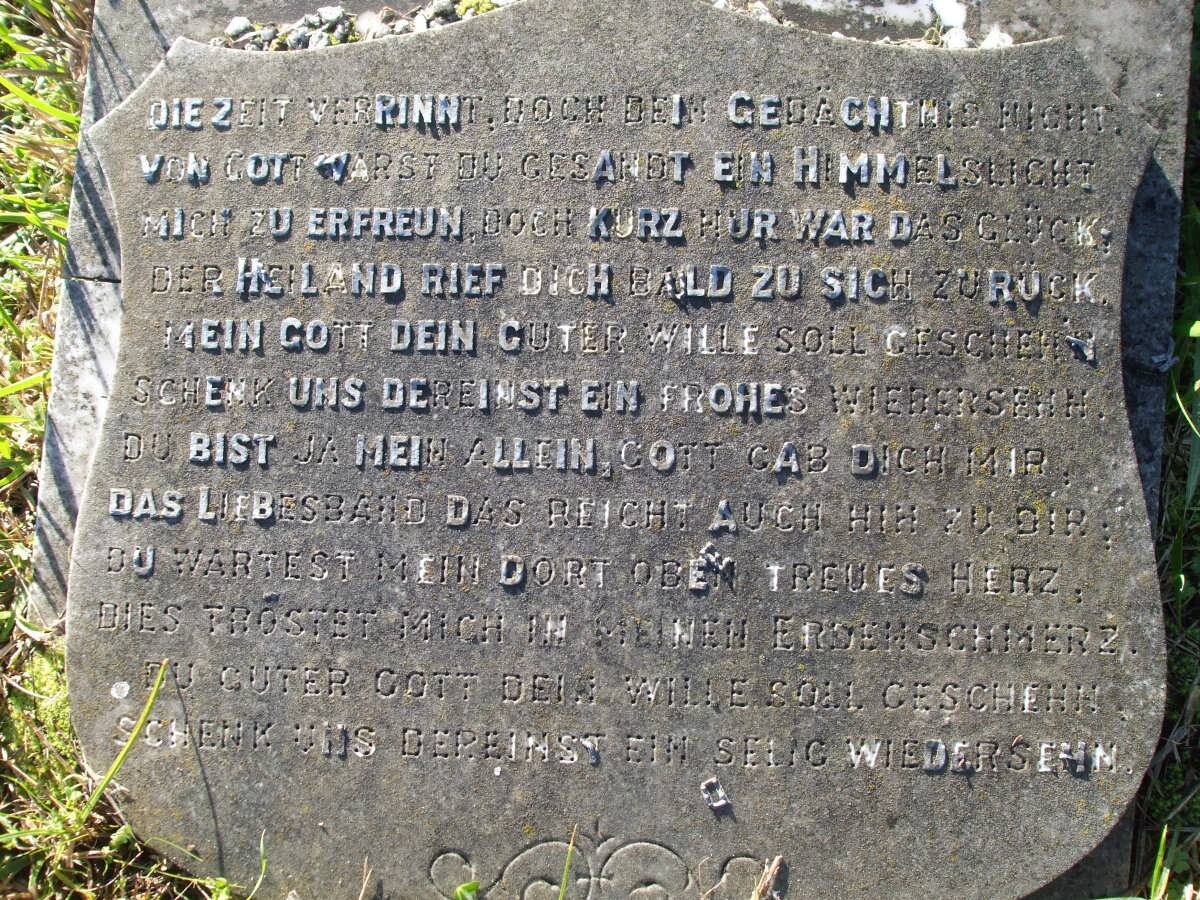 DIE ZEIT VERRINNT, DOCH DEIN GEDÄCHTNIS NICHT,
VON GOTT WARST DU GESANDT EIN HIMMELSLICHT
MICH ZU ERFREUN, DOCH KURZ NUR WAR DAS GLÜCK;
DER HEILAND RIEF DICH BALD ZU SICH ZURÜCK.
MEIN GOTT DEIN GUTER WILLE SOLL GESCHEHN
SCHENK UNS DEREINST EIN FROHES WIEDERSEHN.
DU BIST JA MEIN ALLEIN, GOTT GAB DICH MIR,
DAS LIEBESBAND DAS REICHT AUCH HIN ZU DIR;
DU WARTEST MEIN DORT OBEN TREUES HERZ,
DIES TRÖSTET MICH IN MEINEN ERDENSCHMERZ.
DU GUTER GOTT DEIN WILLE SOLL GESCHEHN
SCHENK UNS DEREINST EIN SELIG WIEDERSEHN.